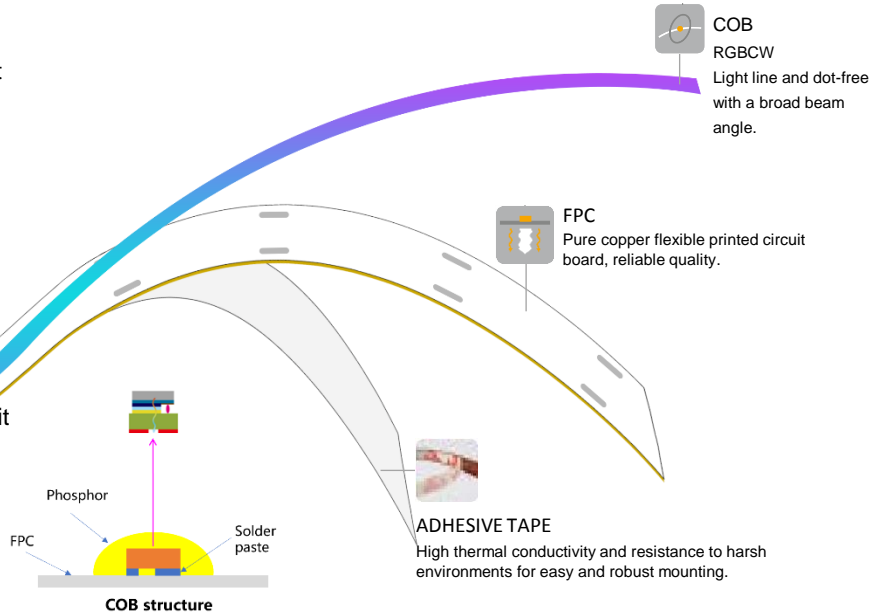 COB
RGBCW
Light line and dot-free
with a broad beam
angle.
t
FPC
Pure copper flexible printed circuit
board, reliable quality.
it
ADHESIVE TAPE
High thermal conductivity and resistance to harsh
environments for easy and robust mounting.
Phosphor
FPC
Solder
paste
COB structure